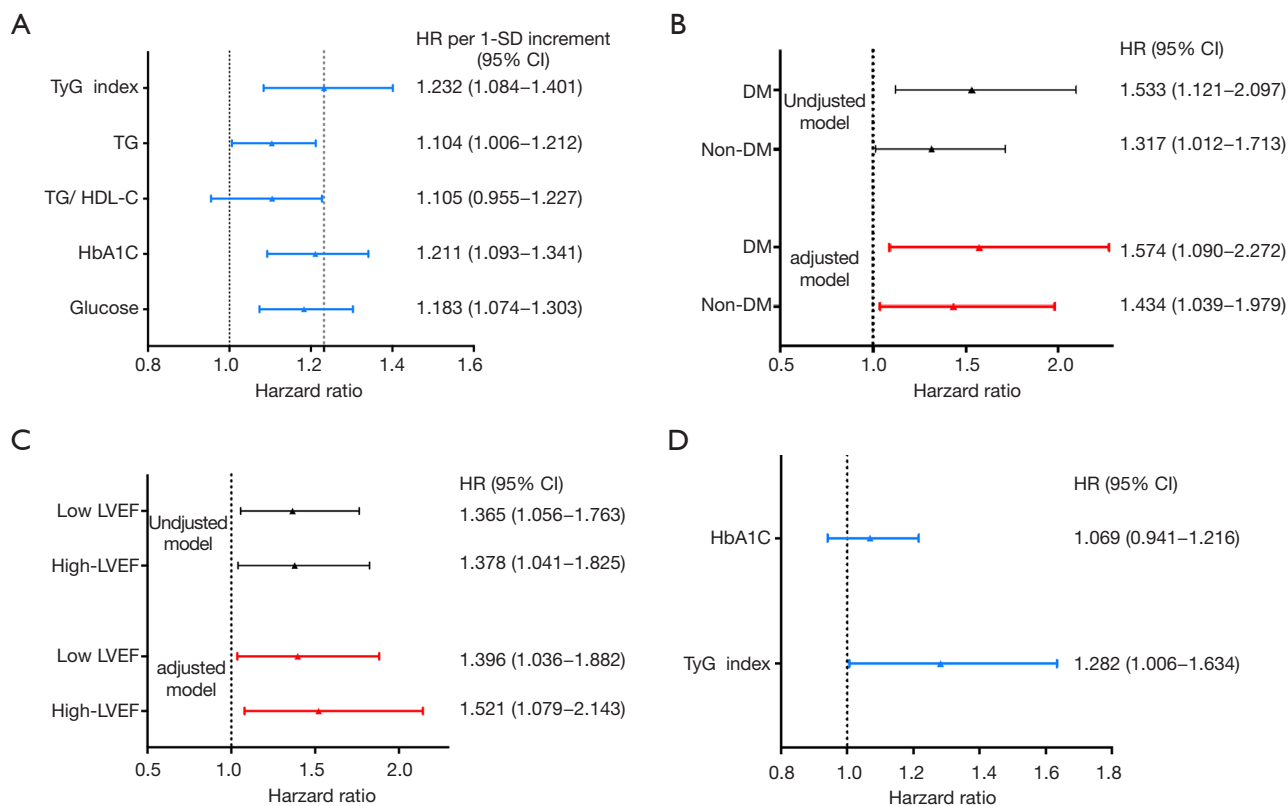 A
HR per 1-SD increment
(95% CI)
TyG index 1.232 (1.084–1.401)
TG 1.104 (1.006–1.212)
TG/ HDL-C 1.105 (0.955–1.227)
HbA1C 1.211 (1.093–1.341)
Glucose 1.183 (1.074–1.303)
0.8 1.0 1.2 1.4 1.6
Harzard ratio
B
HR (95% CI)
DM 1.533 (1.121–2.097)
Undjusted
model
Non-DM 1.317 (1.012–1.713)
DM 1.574 (1.090–2.272)
adjusted
model
Non-DM 1.434 (1.039–1.979)
0.5 1.0 1.5 2.0
Harzard ratio
C
HR (95% CI)
Low LVEF 1.365 (1.056–1.763)
Undjusted
model
High-LVEF 1.378 (1.041–1.825)
Low LVEF 1.396 (1.036–1.882)
adjusted
model
High-LVEF 1.521 (1.079–2.143)
0.5 1.0 1.5 2.0
Harzard ratio
D
HR (95% CI)
HbA1C 1.069 (0.941–1.216)
TyG index 1.282 (1.006–1.634)
0.8 1.0 1.2 1.4 1.6 1.8
Harzard ratio